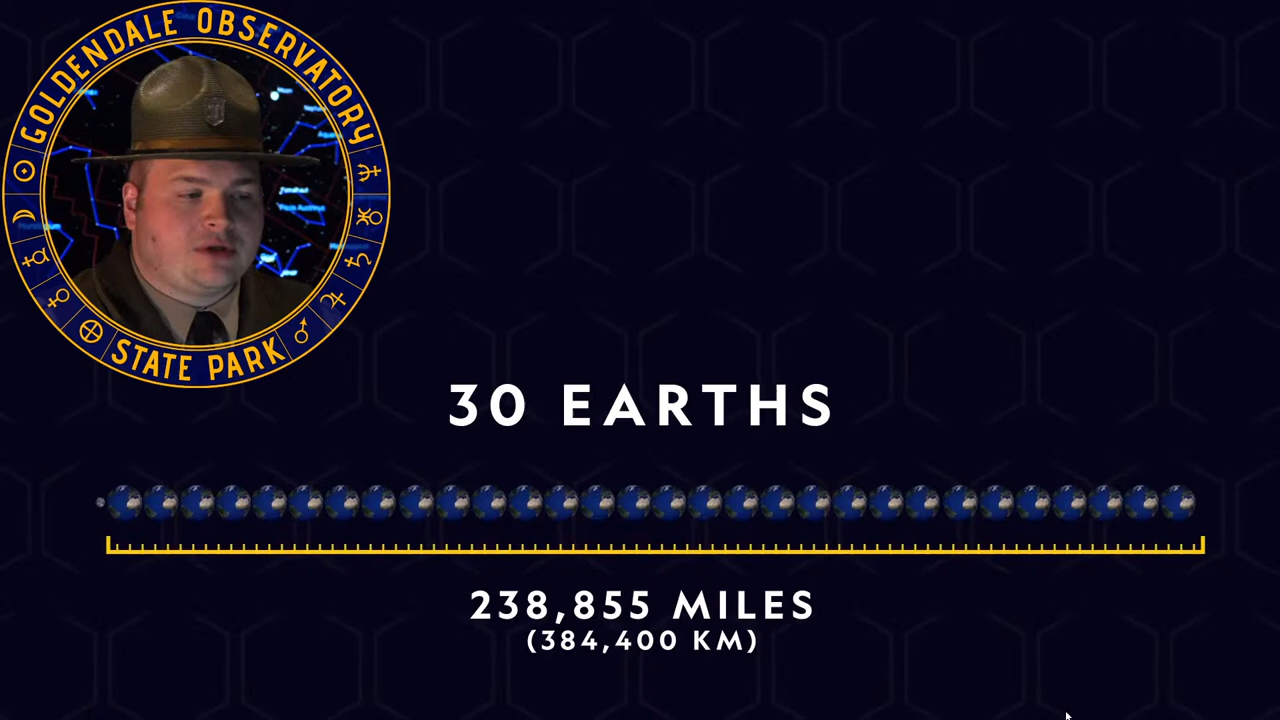 GOLDENDALE OBSERVATORY
STATE PARK
30 EARTHS
238,855 MILES
(384,400 KM)